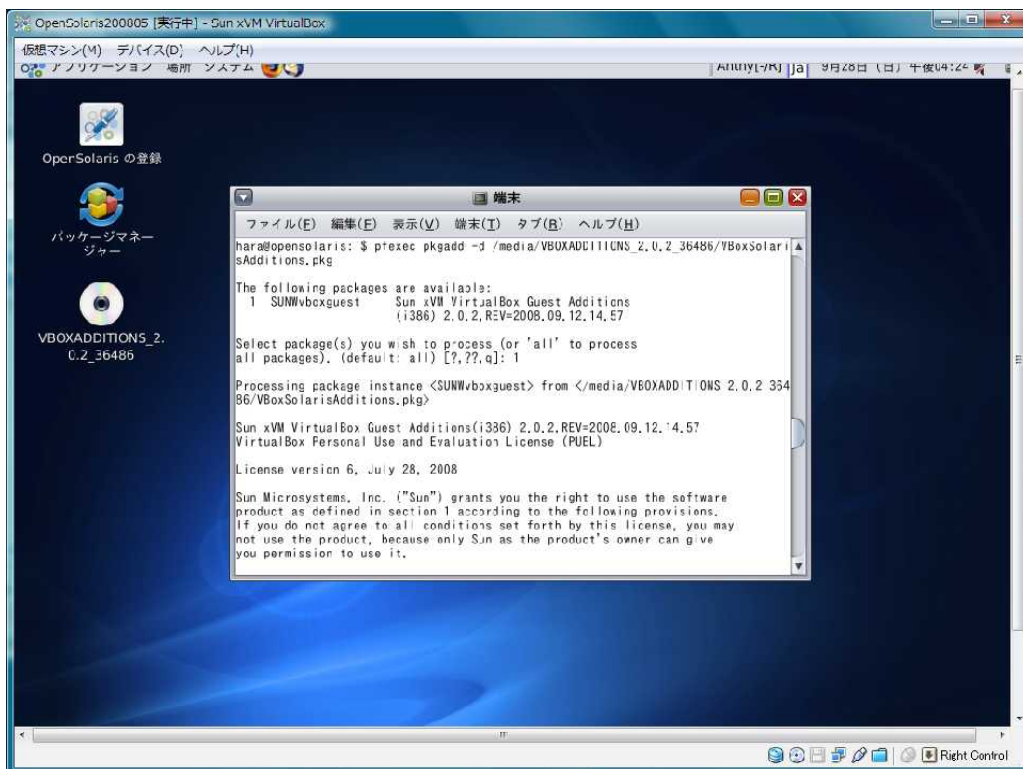 OpenSolaris200805 [実行中] - Sun xVM VirtualBox
仮想マシン(M) デバイス(D) ヘルプ(H)
アプリケーション 場所 システム
Anthy[-/R] ja 9月28日 (日) 午後04:24
OpenSolaris の登録
パッケージマネー
ジャー
VBOXADDITIONS_2.
0.2_36486
端末
ファイル(F) 編集(E) 表示(V) 端末(T) タブ(B) ヘルプ(H)
hara@opensolaris: $ pfexec pkgadd -d /media/VBOXADDITIONS_2.0.2_36486/VBoxSolari
sAdditions.pkg
The following packages are available:
1 SUNWvboxguest Sun xVM VirtualBox Guest Additions
(i386) 2.0.2,REV=2008.09.12.14.57
Select package(s) you wish to process (or 'all' to process
all packages). (default: all) [?,??,q]: 1
Processing package instance <SUNWvboxguest> from </media/VBOXADDITIONS_2.0.2_364
86/VBoxSolarisAdditions.pkg>
Sun xVM VirtualBox Guest Additions(i386) 2.0.2,REV=2008.09.12.14.57
VirtualBox Personal Use and Evaluation License (PUEL)
License version 6, July 28, 2008
Sun Microsystems, Inc. ("Sun") grants you the right to use the software
product as defined in section 1 according to the following provisions.
If you do not agree to all conditions set forth by this license, you may
not use the product, because only Sun as the product's owner can give
you permission to use it.
Right Control